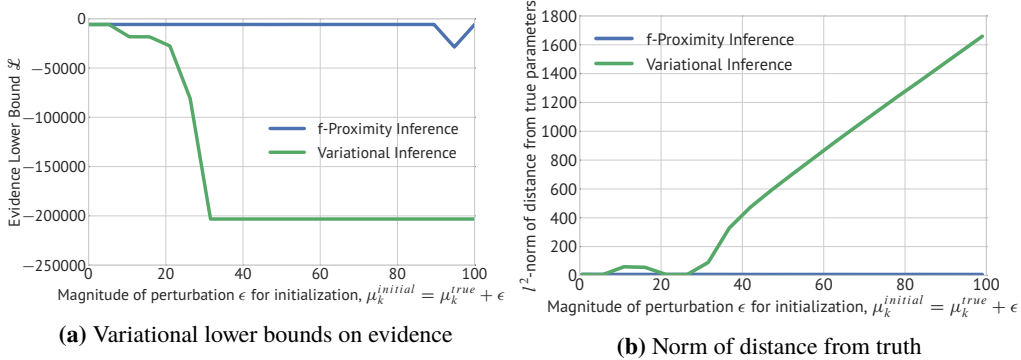 Evidence Lower Bound ℒ
0
−50000
−100000
−150000
−200000
−250000
f-Proximity Inference
Variational Inference
0 20 40 60 80 100
Magnitude of perturbation ϵ for initialization, μ_k^{initial} = μ_k^{true} + ϵ
(a) Variational lower bounds on evidence
l²-norm of distance from true parameters
1800
1600
1400
1200
1000
800
600
400
200
0
f-Proximity Inference
Variational Inference
0 20 40 60 80 100
Magnitude of perturbation ϵ for initialization, μ_k^{initial} = μ_k^{true} + ϵ
(b) Norm of distance from truth